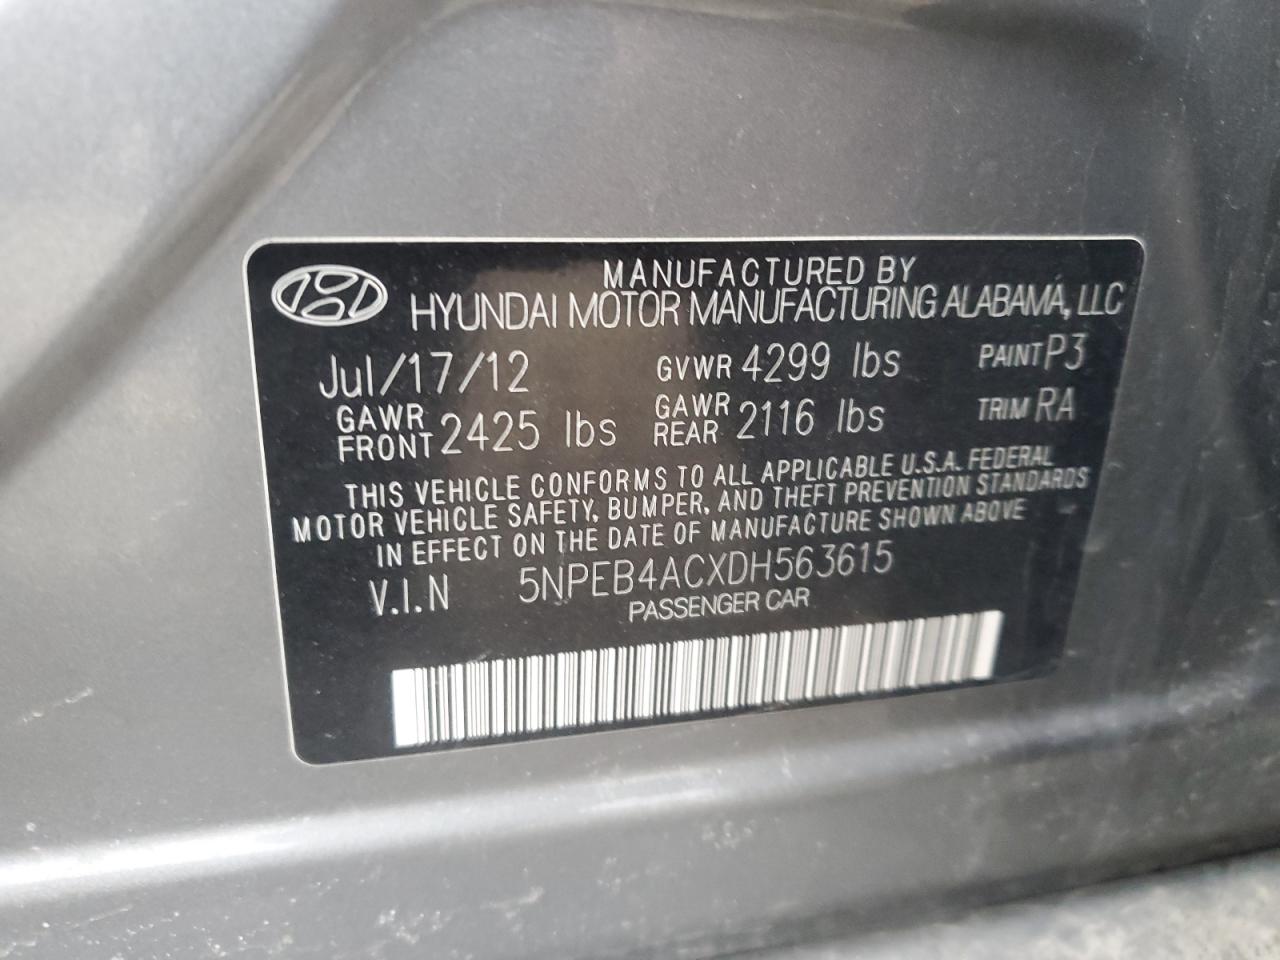 MANUFACTURED BY
HYUNDAI MOTOR MANUFACTURING ALABAMA, LLC
Jul/17/12 GVWR 4299 lbs PAINT P3
GAWR FRONT 2425 lbs GAWR REAR 2116 lbs TRIM RA
THIS VEHICLE CONFORMS TO ALL APPLICABLE U.S.A. FEDERAL
MOTOR VEHICLE SAFETY, BUMPER, AND THEFT PREVENTION STANDARDS
IN EFFECT ON THE DATE OF MANUFACTURE SHOWN ABOVE
V.I.N 5NPEB4ACXDH563615
PASSENGER CAR